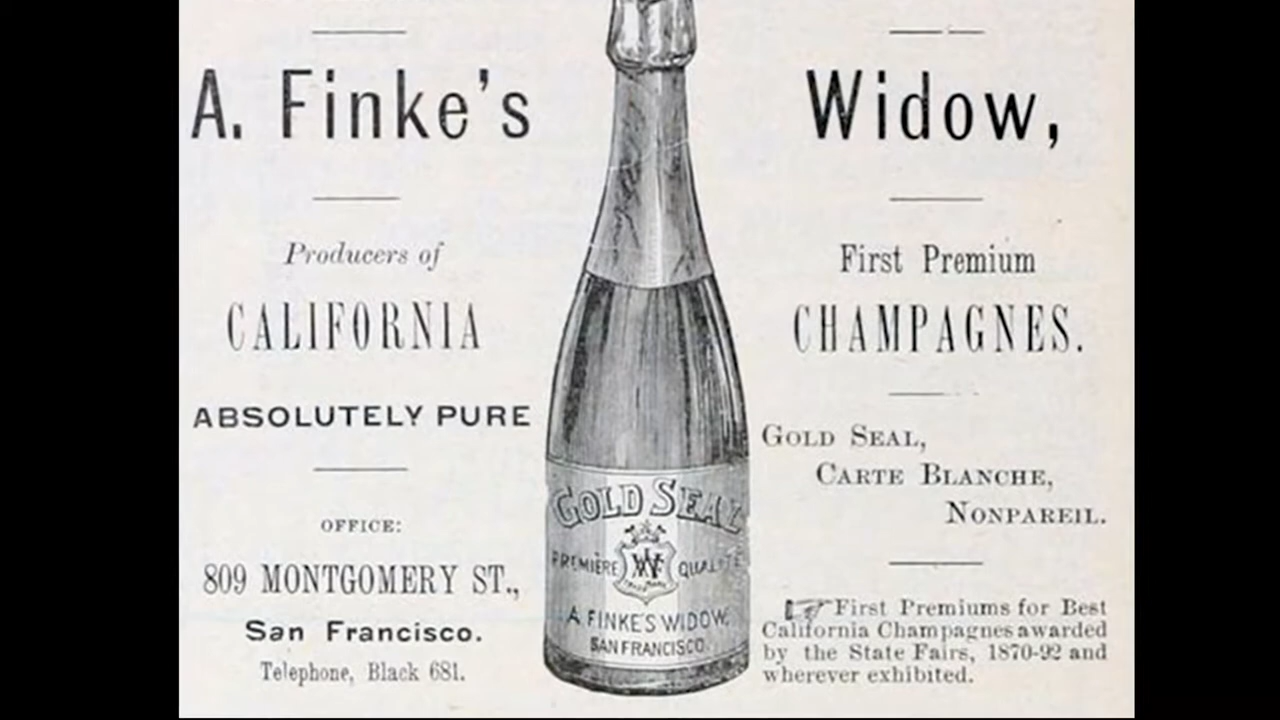 A. Finke's
Producers of
CALIFORNIA
ABSOLUTELY PURE
OFFICE:
809 MONTGOMERY ST.,
San Francisco.
Telephone, Black 681.
GOLD SEAL
PREMIÈRE QUALITÉ
W
TRADE MARK
A. FINKE'S WIDOW.
SAN FRANCISCO.
Widow,
First Premium
CHAMPAGNES.
GOLD SEAL,
CARTE BLANCHE,
NONPAREIL.
First Premiums for Best
California Champagnes awarded
by the State Fairs, 1870-92 and
wherever exhibited.